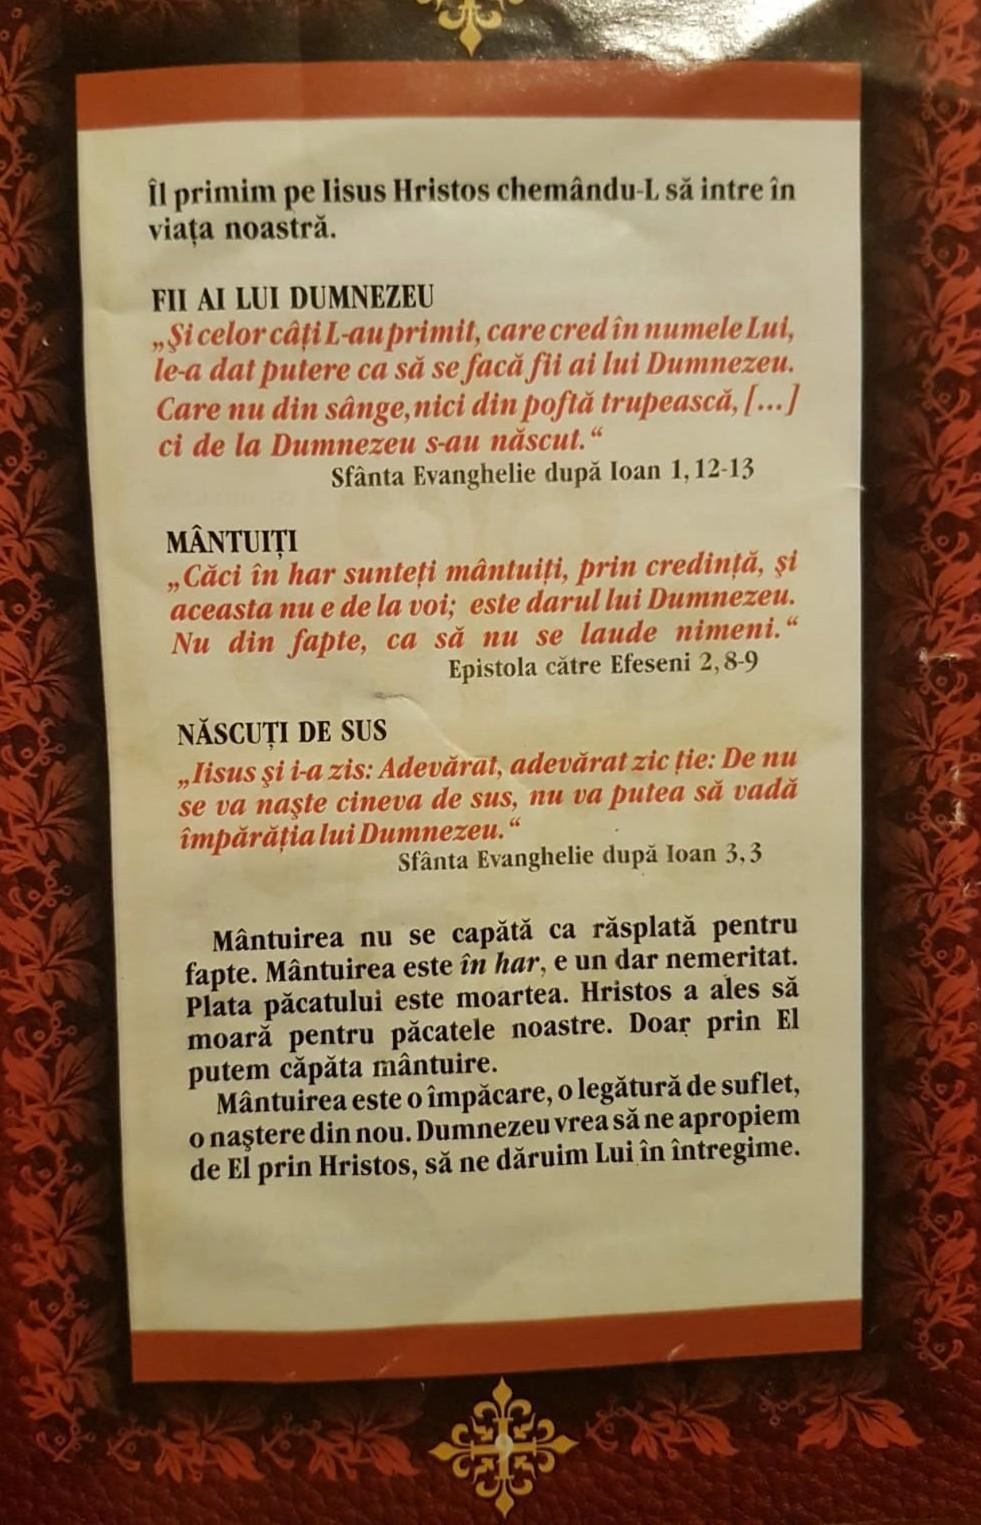 Îl primim pe Iisus Hristos chemându-L să intre în
viața noastră.
FII AI LUI DUMNEZEU
„Și celor câți L-au primit, care cred în numele Lui,
le-a dat putere ca să se facă fii ai lui Dumnezeu.
Care nu din sânge, nici din poftă trupească, [...]
ci de la Dumnezeu s-au născut.“
Sfânta Evanghelie după Ioan 1, 12-13
MÂNTUIȚI
„Căci în har sunteți mântuiți, prin credință, și
aceasta nu e de la voi; este darul lui Dumnezeu.
Nu din fapte, ca să nu se laude nimeni.“
Epistola către Efeseni 2, 8-9
NĂSCUȚI DE SUS
„Iisus și i-a zis: Adevărat, adevărat zic ție: De nu
se va naște cineva de sus, nu va putea să vadă
împărăția lui Dumnezeu.“
Sfânta Evanghelie după Ioan 3, 3
Mântuirea nu se capătă ca răsplată pentru
fapte. Mântuirea este în har, e un dar nemeritat.
Plata păcatului este moartea. Hristos a ales să
moară pentru păcatele noastre. Doar prin El
putem căpăta mântuire.
Mântuirea este o împăcare, o legătură de suflet,
o naștere din nou. Dumnezeu vrea să ne apropiem
de El prin Hristos, să ne dăruim Lui în întregime.